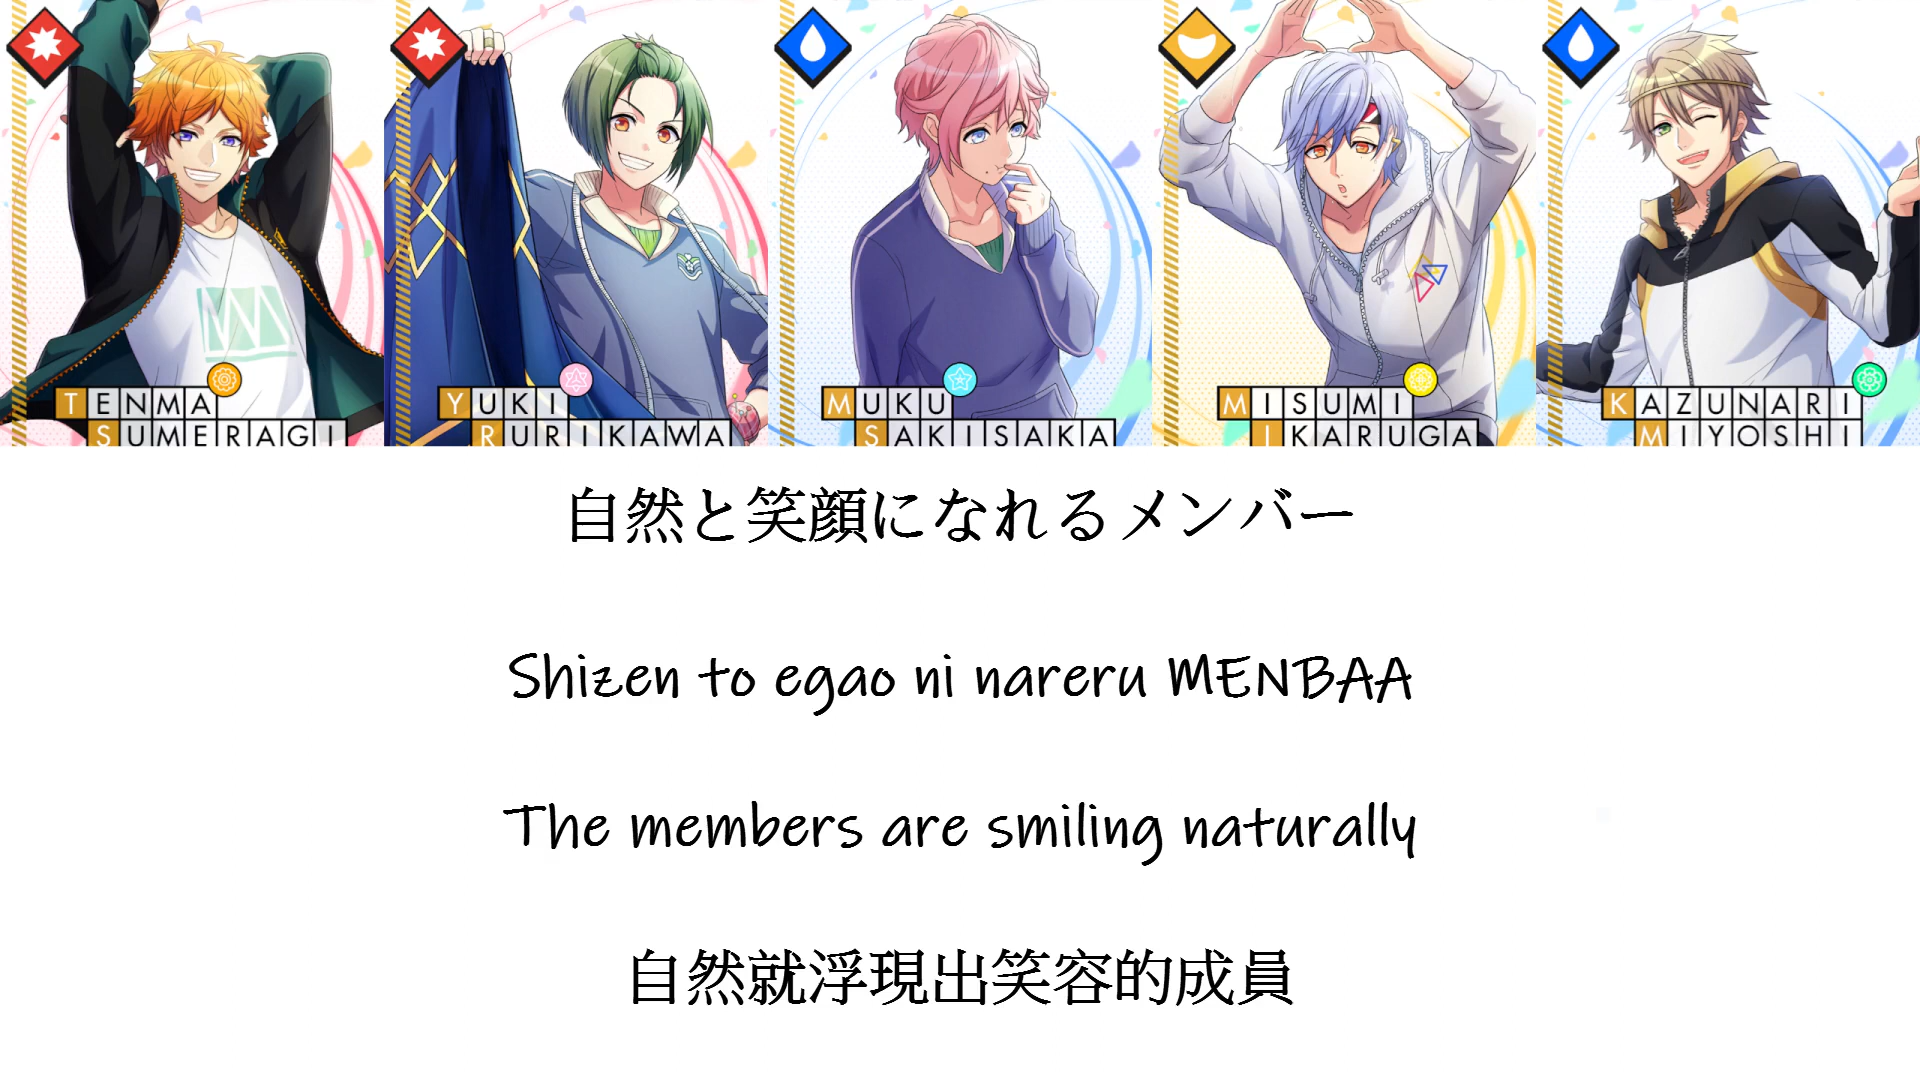 TENMA
SUMERAGI
YUKI
RURIKAWA
MUKU
SAKISAKA
MISUMI
IKARUGA
KAZUNARI
MIYOSHI
自然と笑顔になれるメンバー
Shizen to egao ni nareru MENBAA
The members are smiling naturally
自然就浮現出笑容的成員